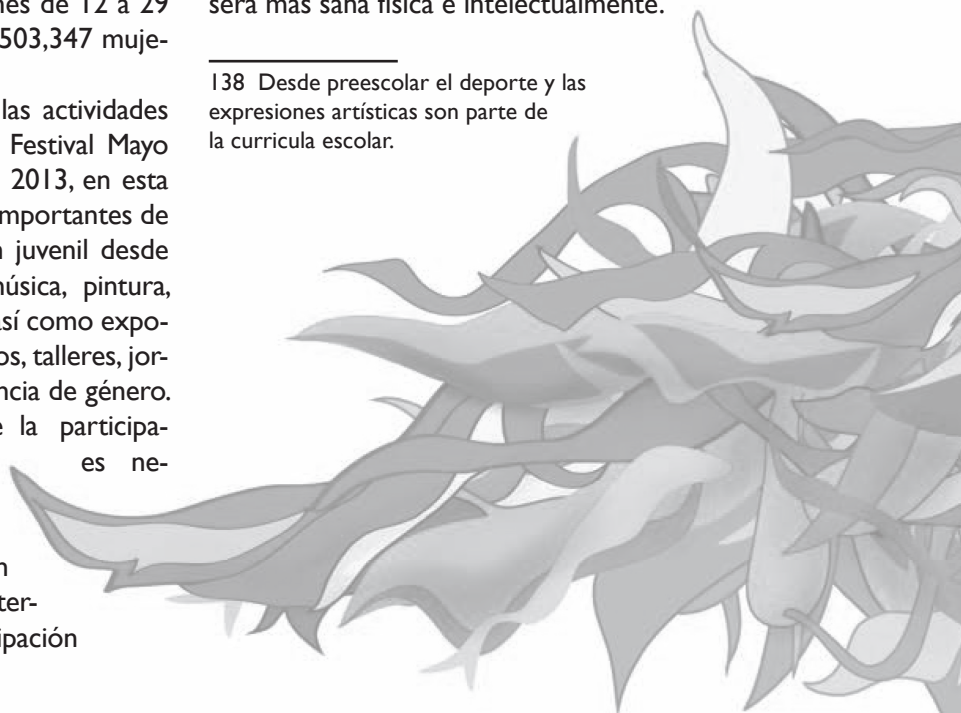 nes de 12 a 29
503,347 muje-
las actividades
Festival Mayo
2013, en esta
mportantes de
juvenil desde
núsica, pintura,
así como expo-
os, talleres, jor-
ncia de género.
la participa-
es ne-
ter-
ipación
será más sana física e intelectualmente.
138 Desde preescolar el deporte y las
expresiones artísticas son parte de
la curricula escolar.